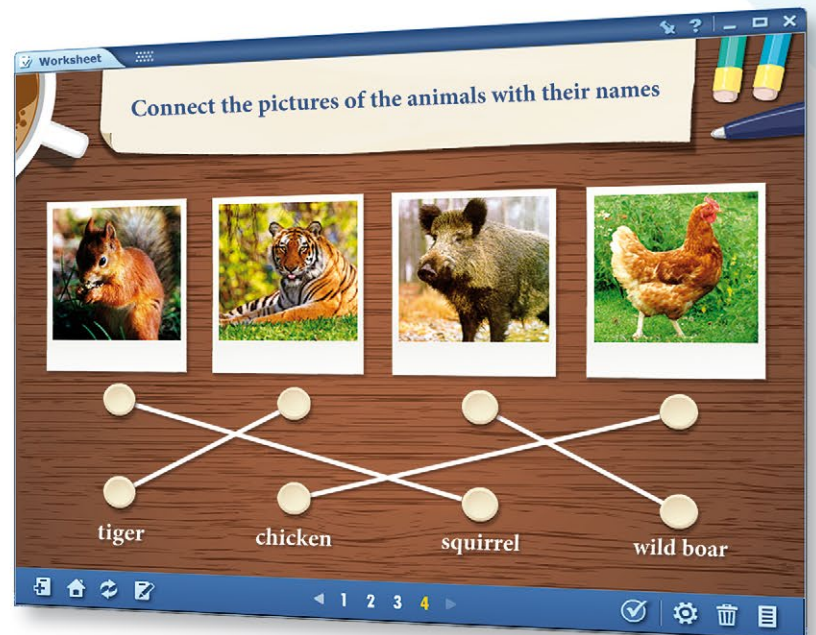 Worksheet
?
Connect the pictures of the animals with their names
tiger
chicken
squirrel
wild boar
1 2 3 4